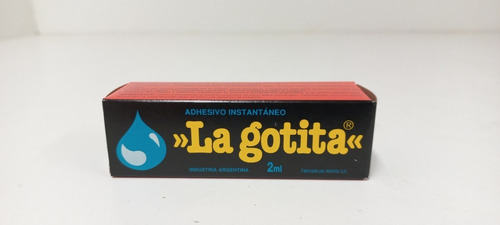 ADHESIVO INSTANTÁNEO
»La gotita«®
INDUSTRIA ARGENTINA 2ml